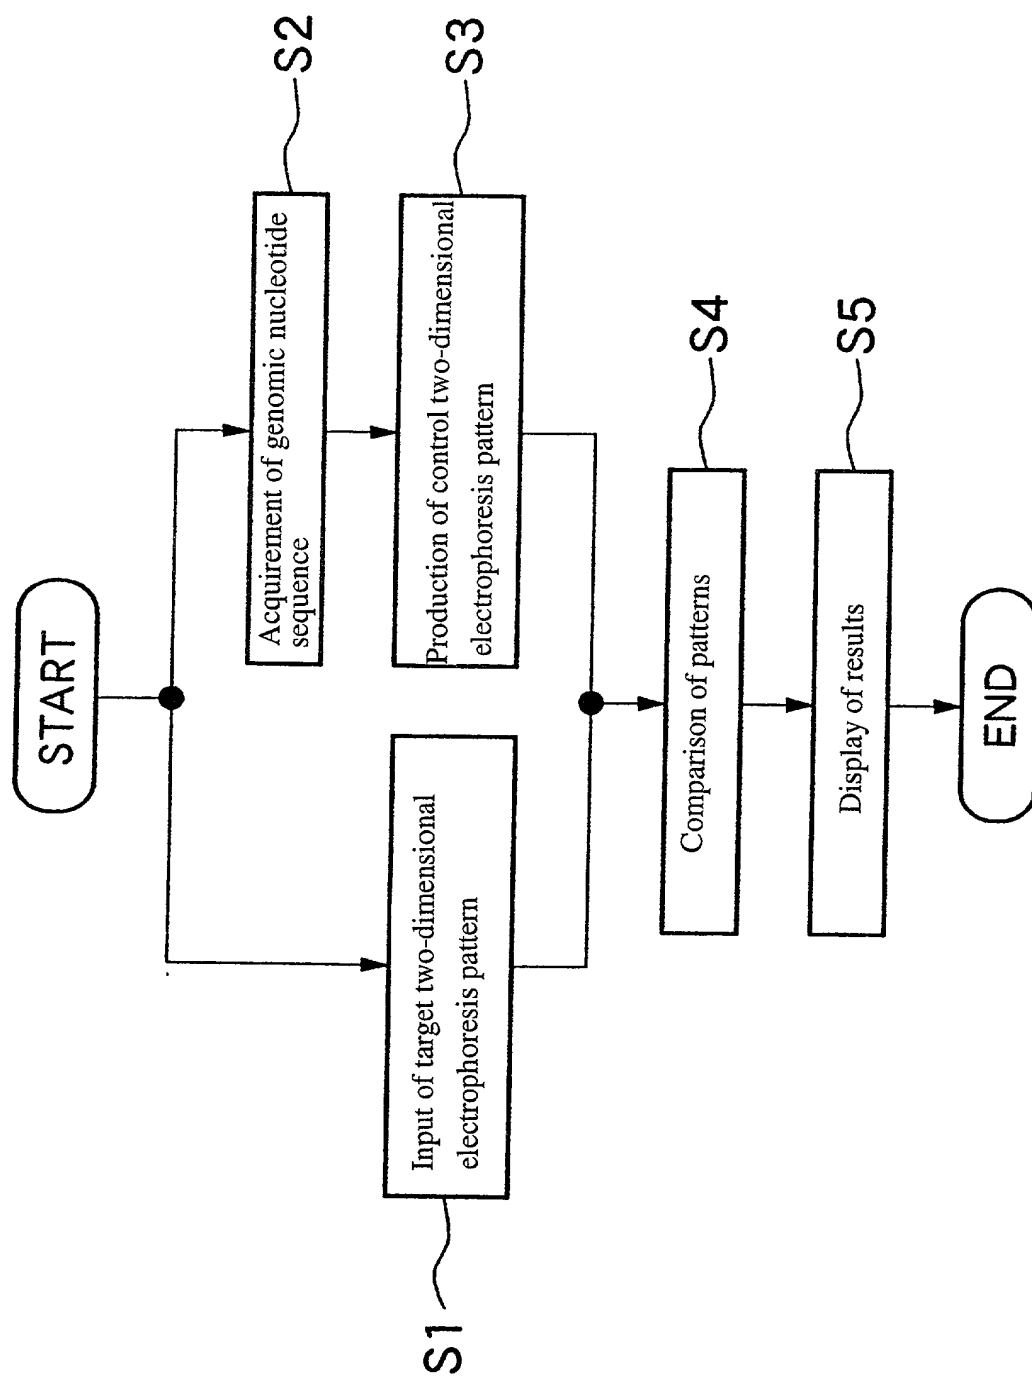 START
S1
Input of target two-dimensional
electrophoresis pattern
Acquirement of genomic nucleotide
sequence
S2
Production of control two-dimensional
electrophoresis pattern
S3
Comparison of patterns
S4
Display of results
S5
END